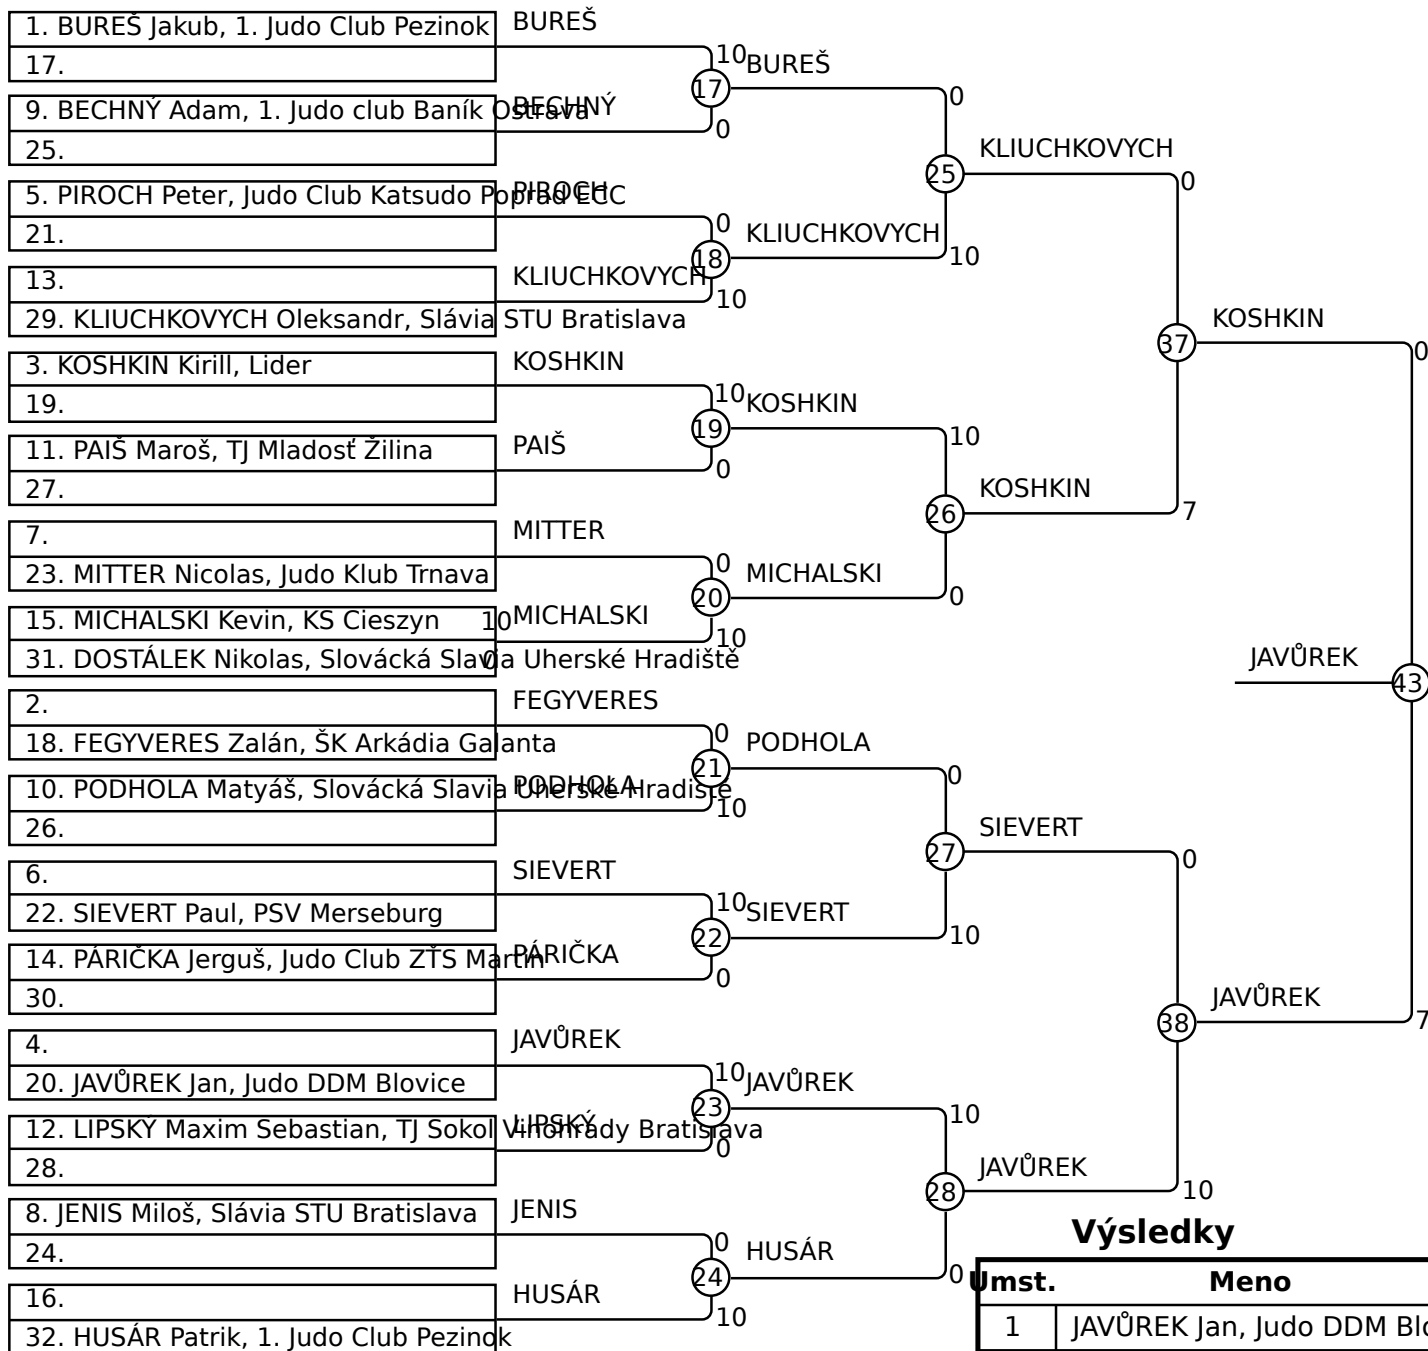 1. BUREŠ Jakub, 1. Judo Club Pezinok
17.
9. BECHNÝ Adam, 1. Judo club Baník Ostrava
25.
5. PIROCH Peter, Judo Club Katsudo Poprad ECC
21.
13.
29. KLIUCHKOVYCH Oleksandr, Slávia STU Bratislava
3. KOSHKIN Kirill, Lider
19.
11. PAIŠ Maroš, TJ Mladosť Žilina
27.
7.
23. MITTER Nicolas, Judo Klub Trnava
15. MICHALSKI Kevin, KS Cieszyn 10
31. DOSTÁLEK Nikolas, Slovácká Slavia Uherské Hradiště 0
2.
18. FEGYVERES Zalán, ŠK Arkádia Galanta
10. PODHOLA Matyáš, Slovácká Slavia Uherské Hradiště
26.
6.
22. SIEVERT Paul, PSV Merseburg
14. PÁRIČKA Jerguš, Judo Club ZŤS Martin
30.
4.
20. JAVŮREK Jan, Judo DDM Blovice
12. LIPSKÝ Maxim Sebastian, TJ Sokol Vinohrady Bratislava
28.
8. JENIS Miloš, Slávia STU Bratislava
24.
16.
32. HUSÁR Patrik, 1. Judo Club Pezinok
BUREŠ
10
17
BECHNÝ
0
PIROCH
0
18
KLIUCHKOVYCH
10
KOSHKIN
10
19
PAIŠ
0
MITTER
0
20
MICHALSKI
10
FEGYVERES
0
21
PODHOLA
10
SIEVERT
10
22
PÁRIČKA
0
JAVŮREK
10
23
LIPSKÝ
0
JENIS
0
24
HUSÁR
10
BUREŠ
0
25
KLIUCHKOVYCH
10
KOSHKIN
10
26
MICHALSKI
0
PODHOLA
0
27
SIEVERT
10
JAVŮREK
10
28
HUSÁR
0
KLIUCHKOVYCH
0
37
KOSHKIN
7
SIEVERT
0
38
JAVŮREK
10
KOSHKIN
0
JAVŮREK
43
JAVŮREK
7
Výsledky
Umst. Meno
1 JAVŮREK Jan, Judo DDM